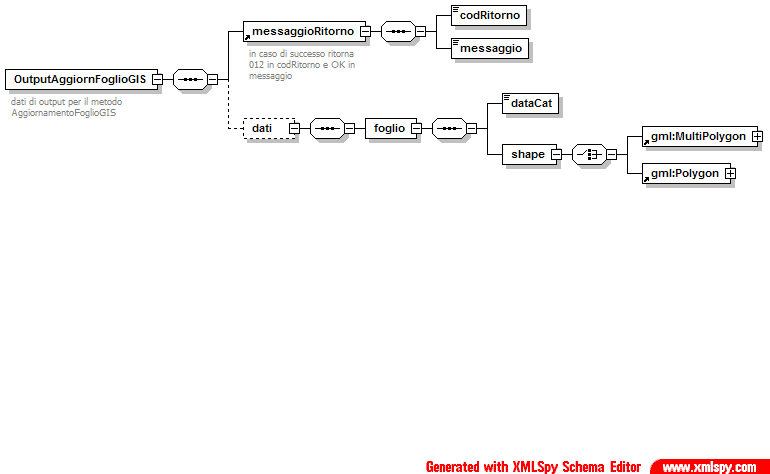 codRitorno
messaggioRitorno
messaggio
in caso di successo ritorna
012 in codRitorno e OK in
messaggio
OutputAggiornFoglioGIS
dati di output per il metodo
AggiornamentoFoglioGIS
dataCat
dati
foglio
gml:MultiPolygon
shape
gml:Polygon
Generated with XMLSpy Schema Editor
www.xmlspy.com